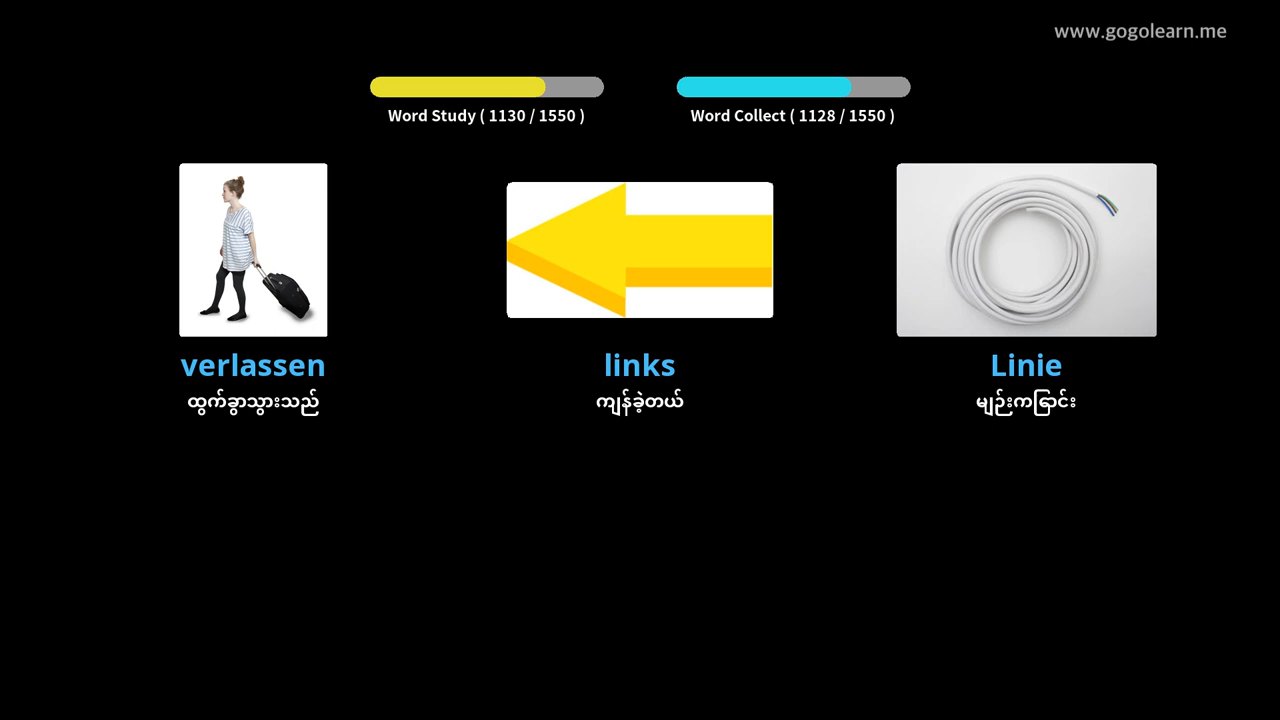 www.gogolearn.me
Word Study ( 1130 / 1550 )
Word Collect ( 1128 / 1550 )
verlassen
links
Linie
ထွက်ခွာသွားသည်
ကျန်ခဲ့တယ်
မျဉ်းကြောင်း